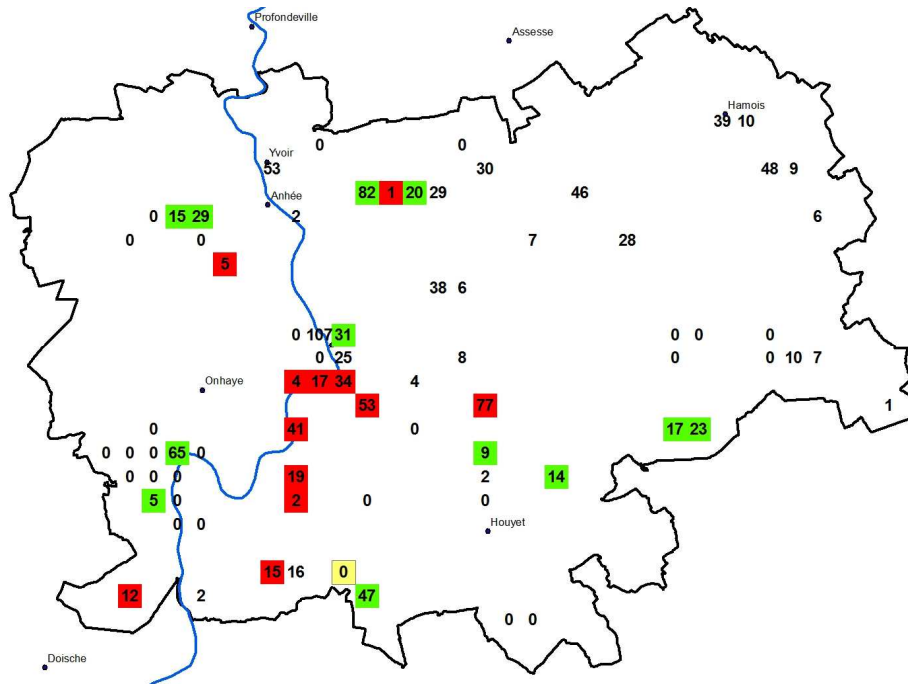 Profondeville
Assesse
Hamois
39 10
0 0
Yvoir
53 30 48 9
82 1 20 29 46
Anhée
0 15 29 2 6
0 0 7 28
5
38 6
0 107 31 0 0 0
0 25 8 0 0 10 7
4 17 34 4
Onhaye
53 77 1
0 41 0 17 23
0 0 0 65 0 9
0 0 0 19 2 14
5 0 2 0 0
0 0
Houyet
15 16 0
12 2 47
0 0
Doische